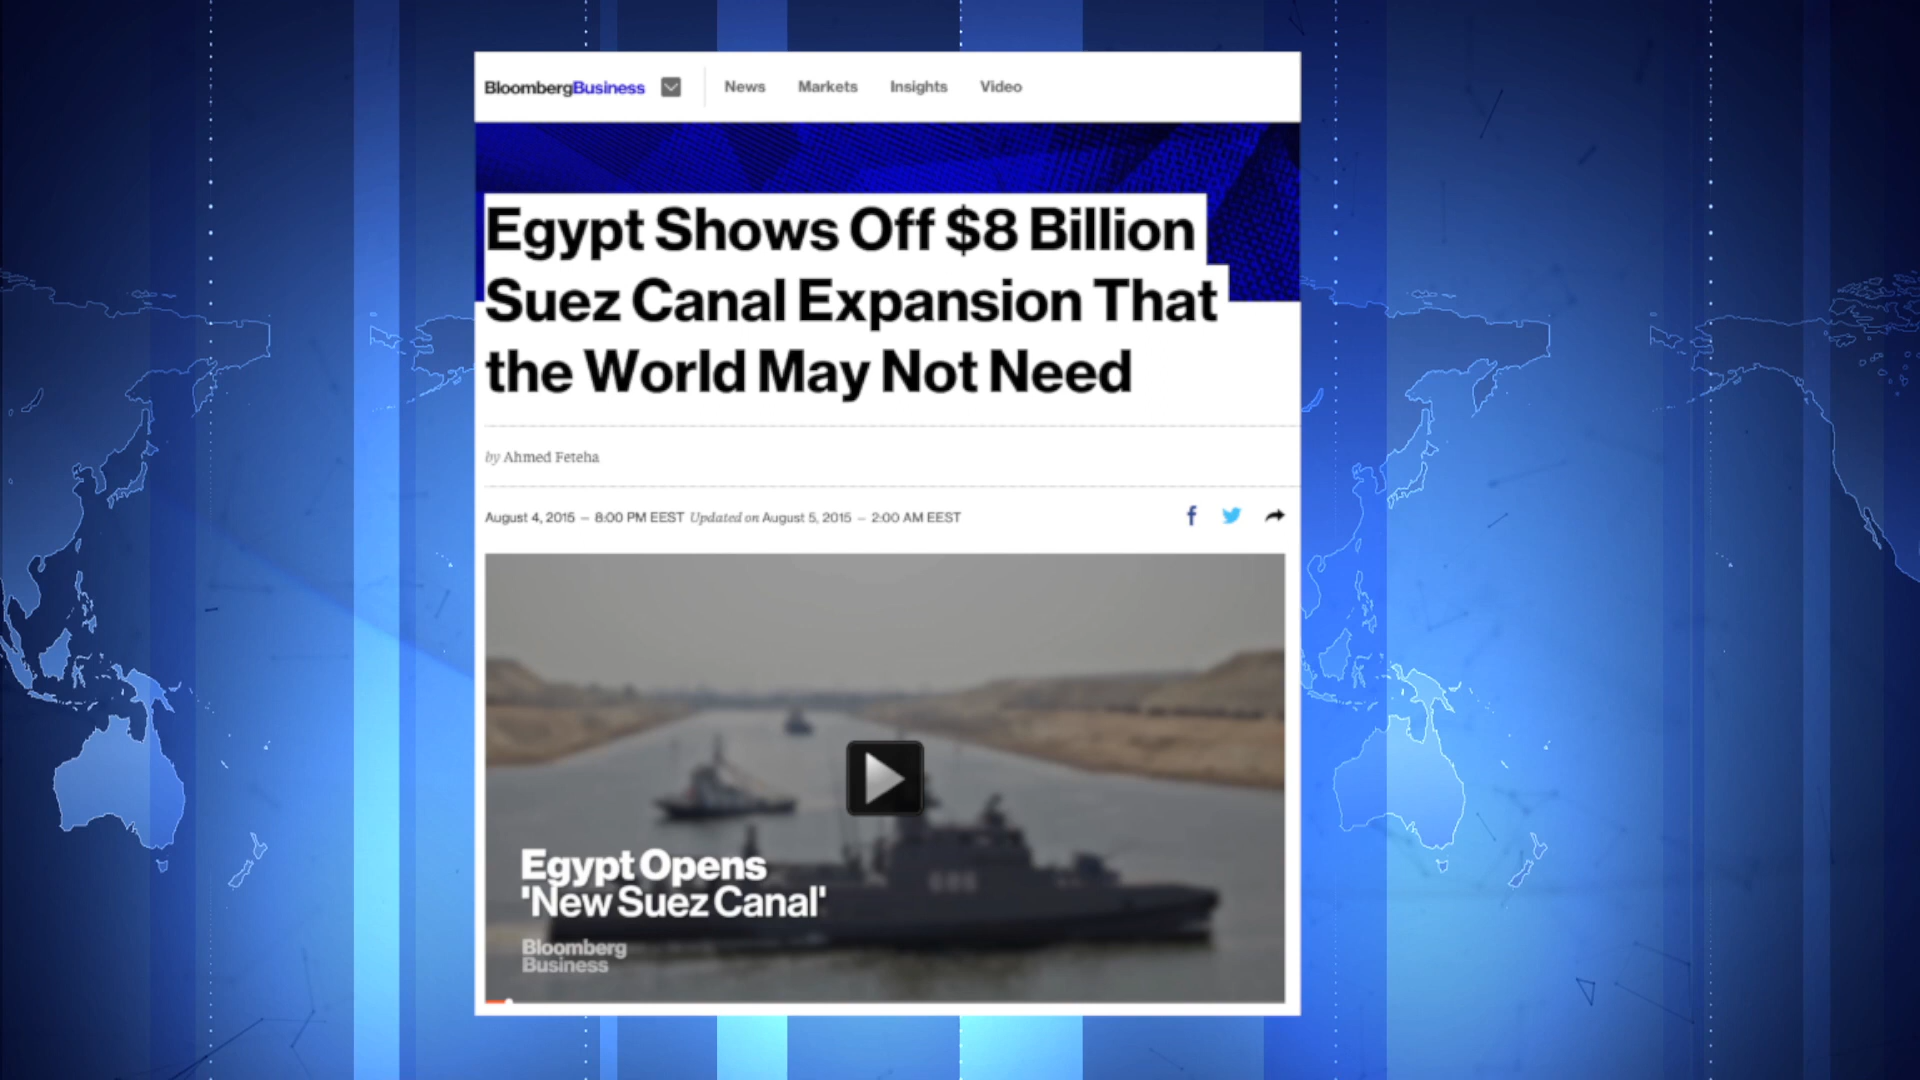 BloombergBusiness News Markets Insights Video
Egypt Shows Off $8 Billion
Suez Canal Expansion That
the World May Not Need
by Ahmed Feteha
August 4, 2015 — 8:00 PM EEST Updated on August 5, 2015 — 2:00 AM EEST
Egypt Opens
'New Suez Canal'
Bloomberg
Business